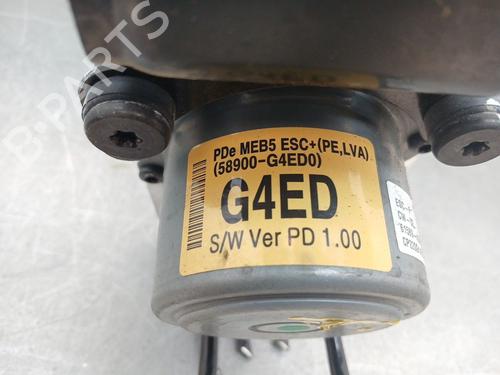 PDe MEB5 ESC+(PE,LVA)
(58900-G4ED0)
G4ED
S/W Ver PD 1.00
PARTS